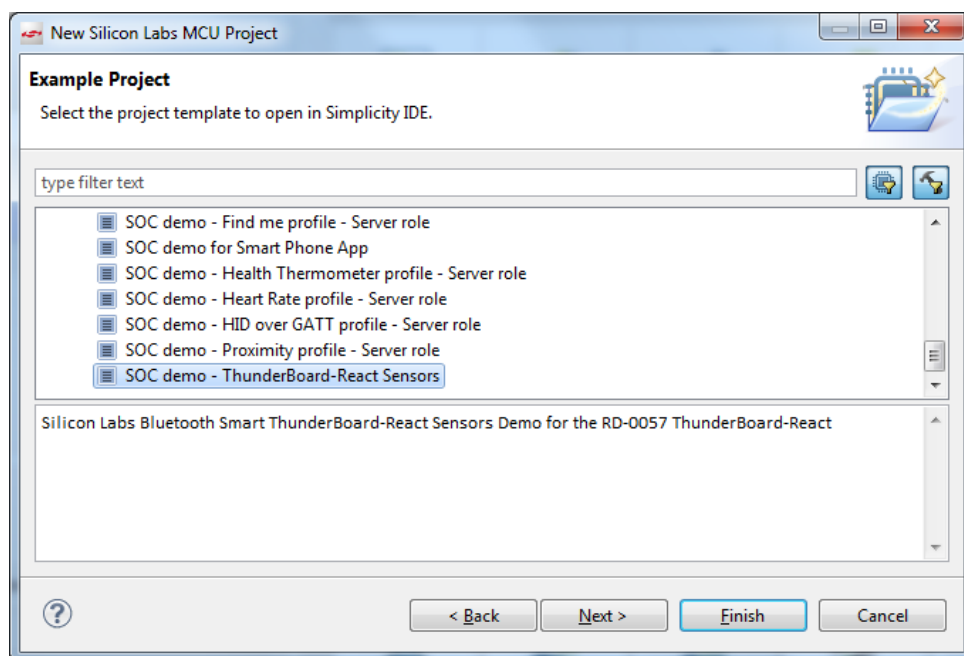 New Silicon Labs MCU Project
Example Project
Select the project template to open in Simplicity IDE.
type filter text
SOC demo - Find me profile - Server role
SOC demo for Smart Phone App
SOC demo - Health Thermometer profile - Server role
SOC demo - Heart Rate profile - Server role
SOC demo - HID over GATT profile - Server role
SOC demo - Proximity profile - Server role
SOC demo - ThunderBoard-React Sensors
Silicon Labs Bluetooth Smart ThunderBoard-React Sensors Demo for the RD-0057 ThunderBoard-React
? < Back Next > Finish Cancel